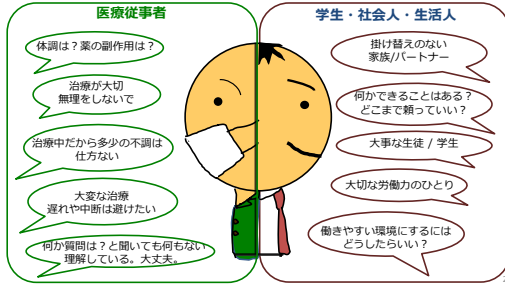 医療従事者
体調は？薬の副作用は？
治療が大切
無理をしないで
治療中だから多少の不調は
仕方ない
大変な治療
遅れや中断は避けたい
何か質問は？と聞いても何もない
理解している。大丈夫。
学生・社会人・生活人
掛け替えのない
家族/パートナー
何かできることはある？
どこまで頼っていい？
大事な生徒 / 学生
大切な労働力のひとり
働きやすい環境にするには
どうしたらいい？